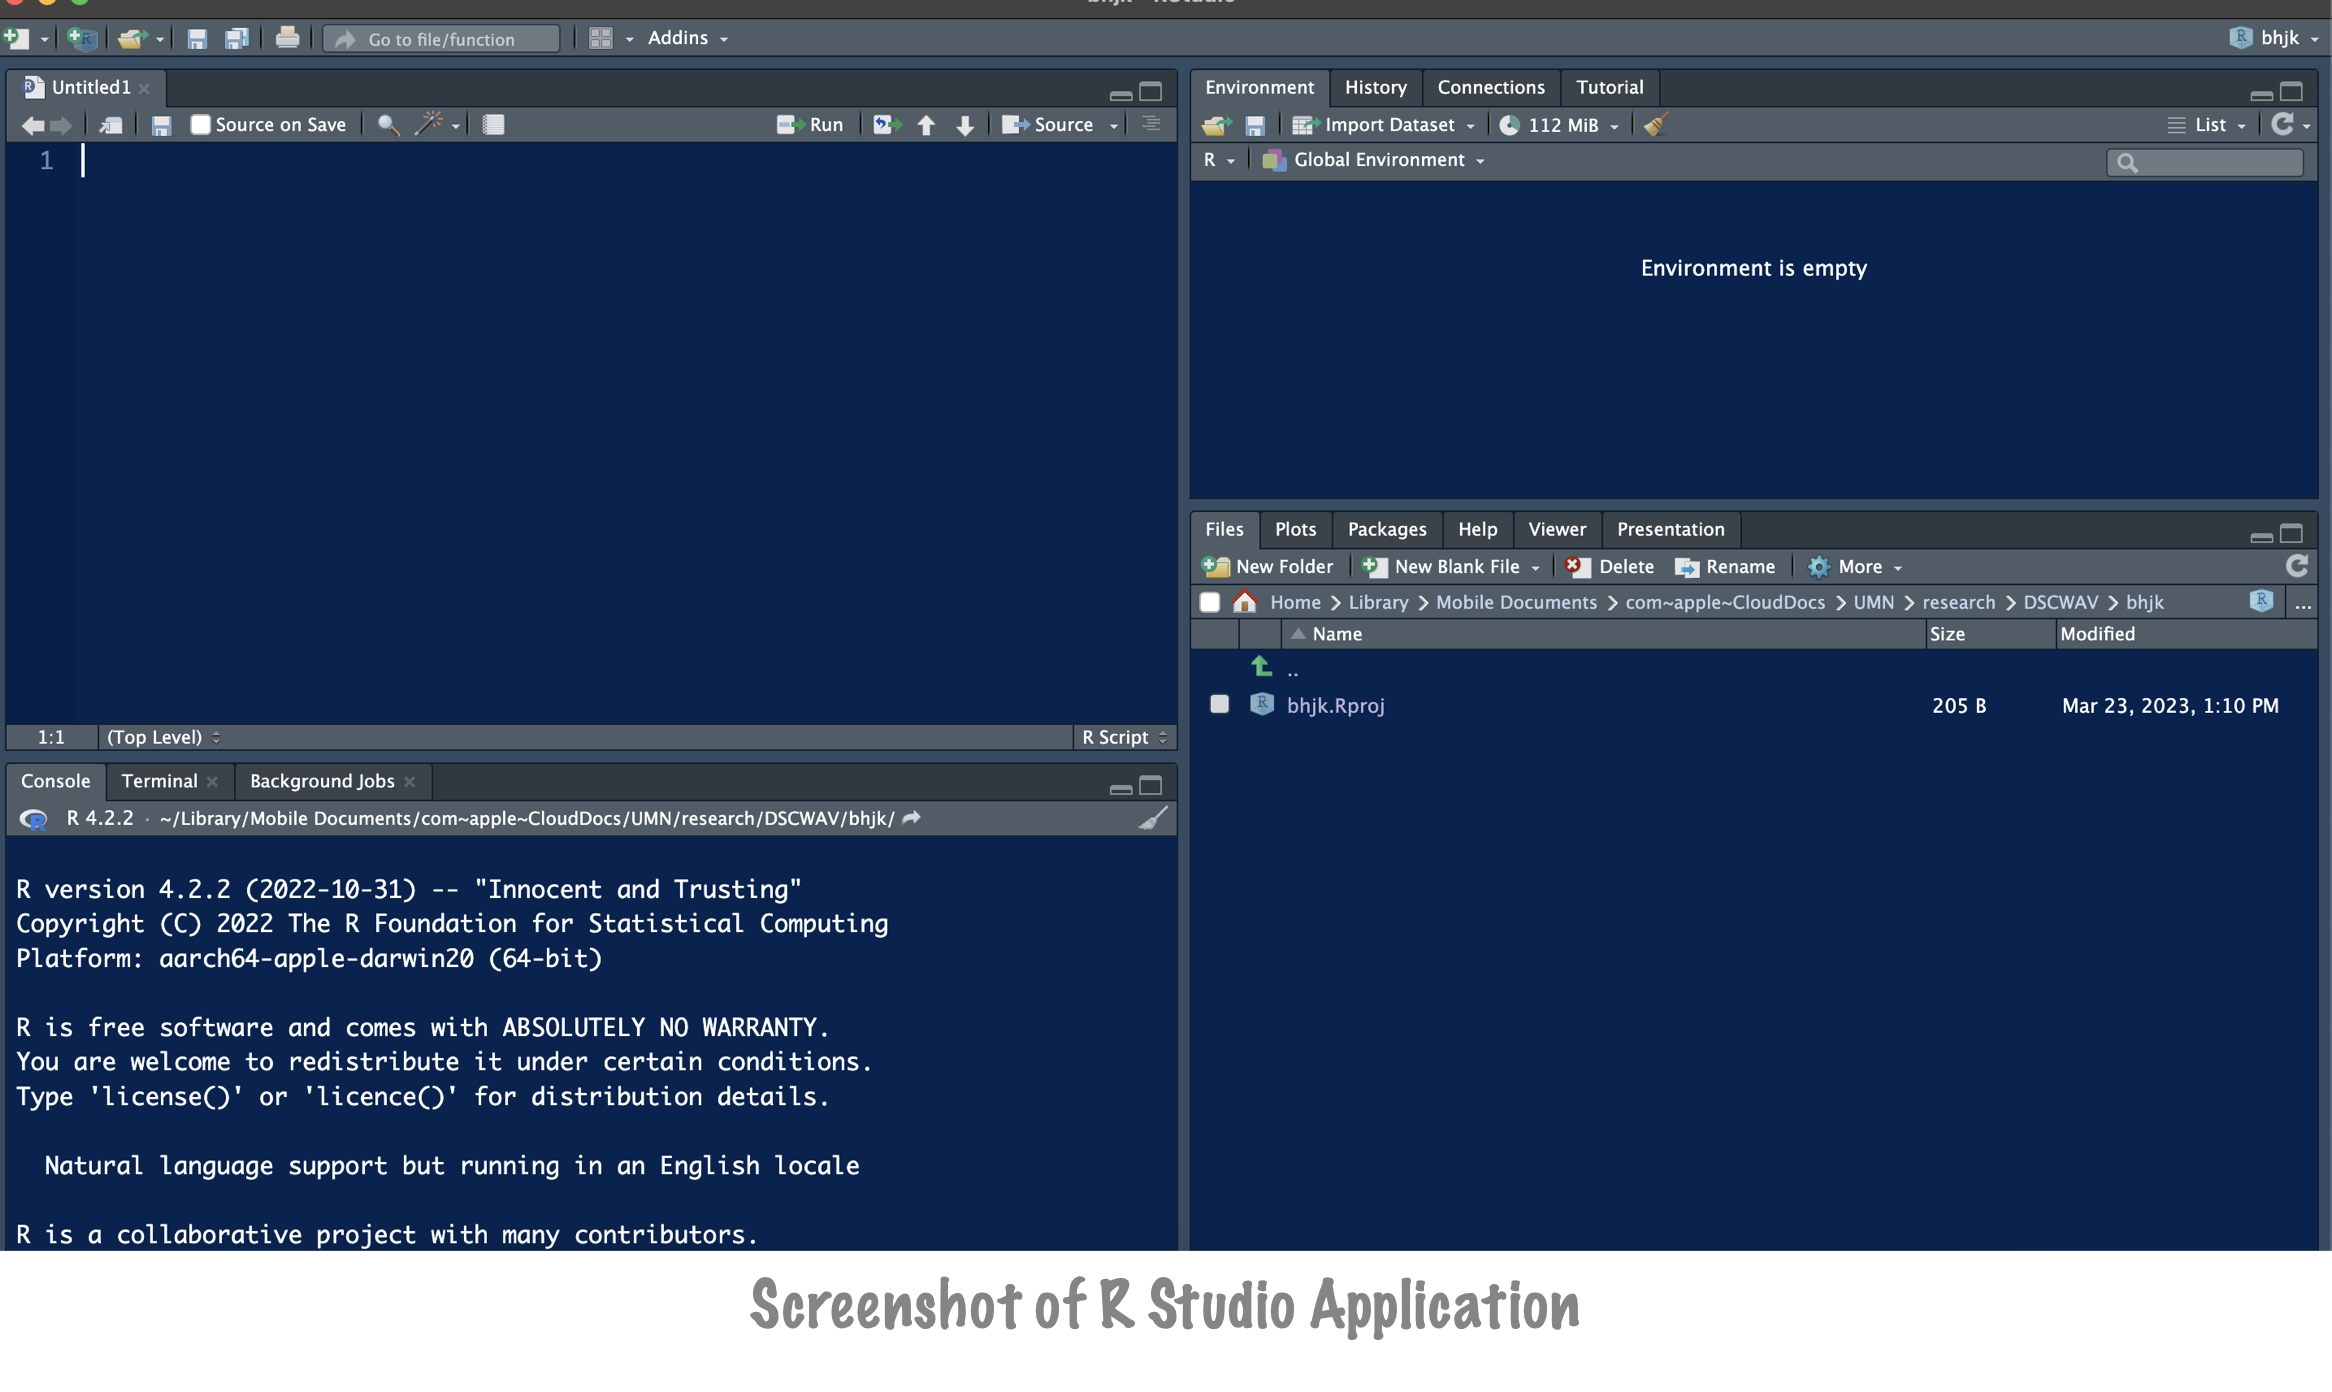 bhjk - RStudio
Go to file/function
Addins
bhjk
Untitled1
Source on Save
Run
Source
1
1:1
(Top Level)
R Script
Console
Terminal
Background Jobs
R 4.2.2 · ~/Library/Mobile Documents/com~apple~CloudDocs/UMN/research/DSCWAV/bhjk/
R version 4.2.2 (2022-10-31) -- "Innocent and Trusting"
Copyright (C) 2022 The R Foundation for Statistical Computing
Platform: aarch64-apple-darwin20 (64-bit)
R is free software and comes with ABSOLUTELY NO WARRANTY.
You are welcome to redistribute it under certain conditions.
Type 'license()' or 'licence()' for distribution details.
Natural language support but running in an English locale
R is a collaborative project with many contributors.
Environment
History
Connections
Tutorial
Import Dataset
112 MiB
List
R
Global Environment
Environment is empty
Files
Plots
Packages
Help
Viewer
Presentation
New Folder
New Blank File
Delete
Rename
More
Home > Library > Mobile Documents > com~apple~CloudDocs > UMN > research > DSCWAV > bhjk
...
Name
Size
Modified
..
bhjk.Rproj
205 B
Mar 23, 2023, 1:10 PM
Screenshot of R Studio Application